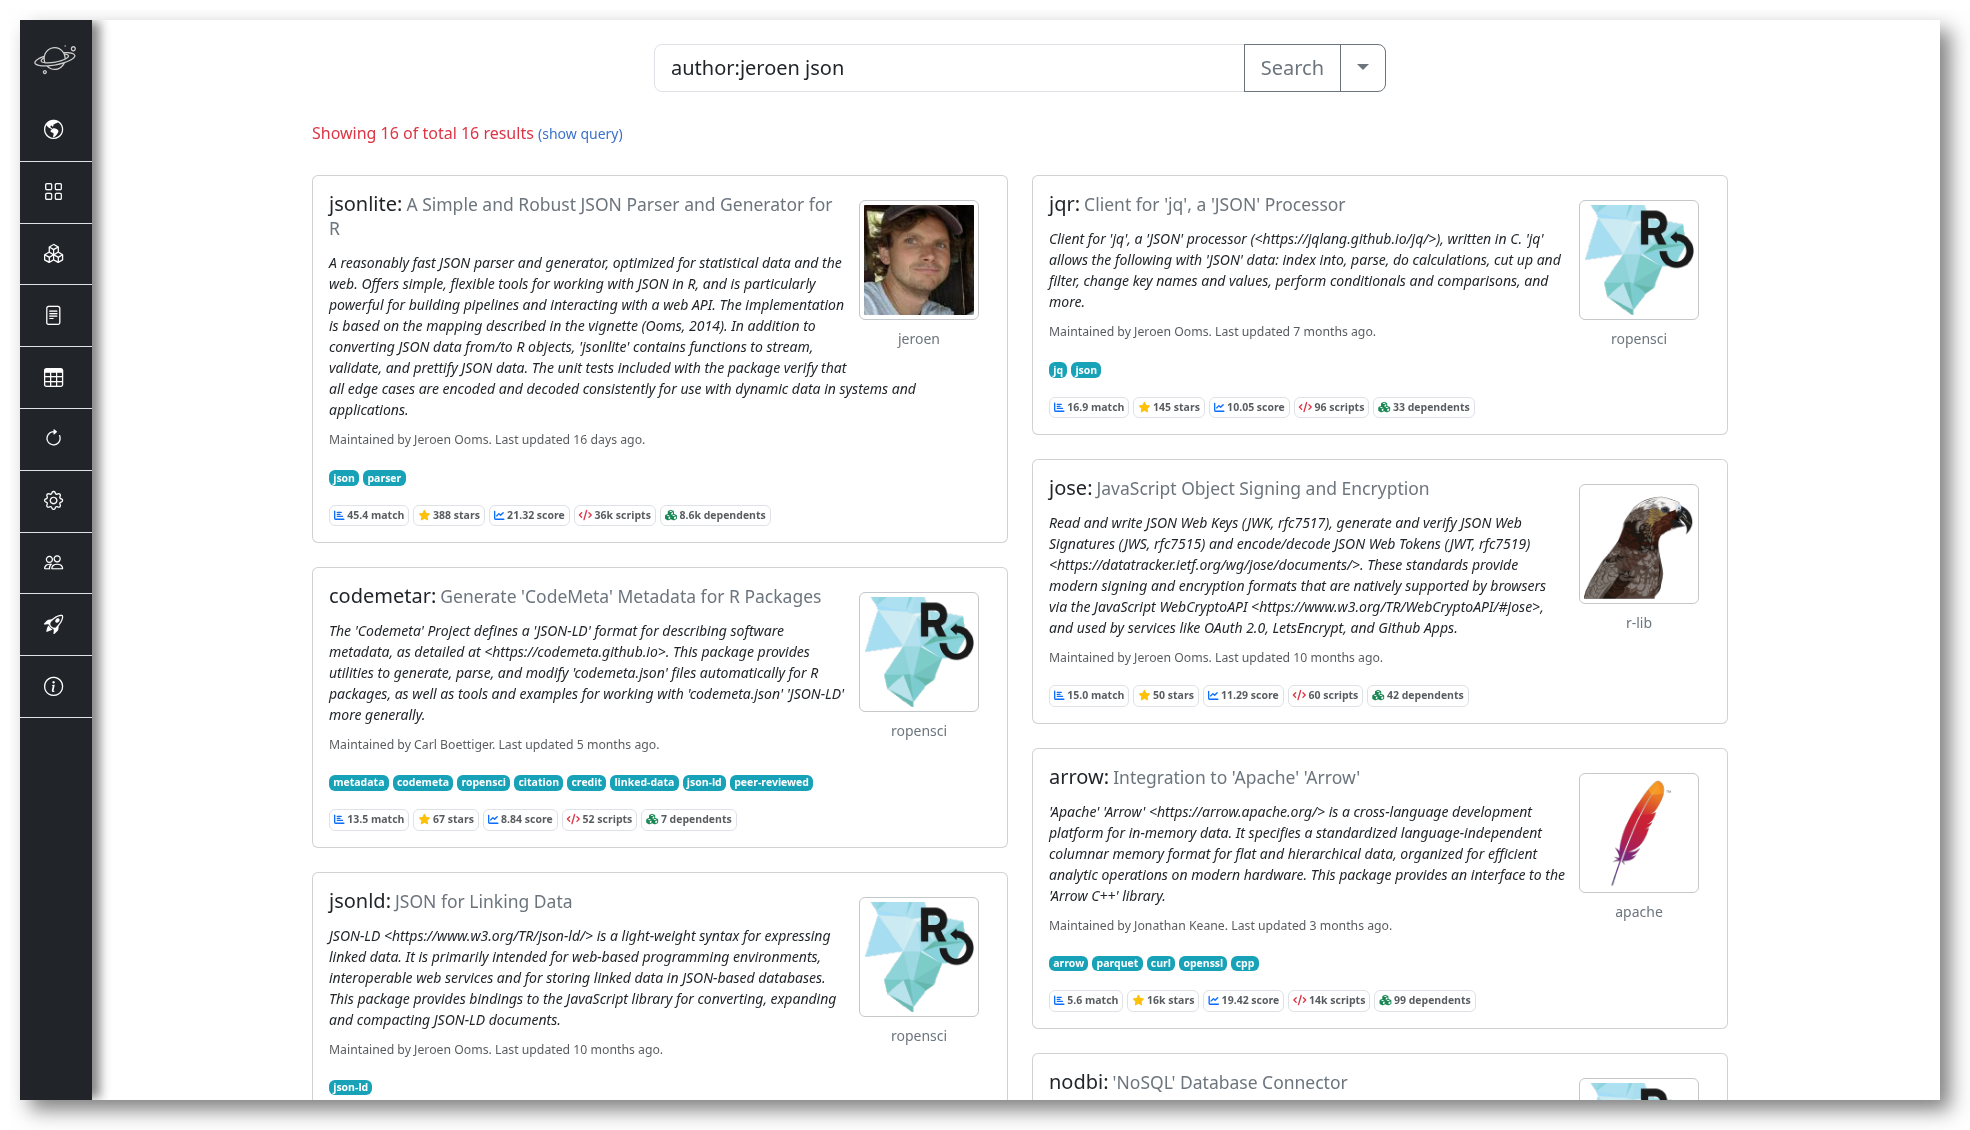 author:jeroen json
Search
Showing 16 of total 16 results (show query)
jsonlite: A Simple and Robust JSON Parser and Generator for
R
A reasonably fast JSON parser and generator, optimized for statistical data and the
web. Offers simple, flexible tools for working with JSON in R, and is particularly
powerful for building pipelines and interacting with a web API. The implementation
is based on the mapping described in the vignette (Ooms, 2014). In addition to
converting JSON data from/to R objects, 'jsonlite' contains functions to stream,
validate, and prettify JSON data. The unit tests included with the package verify that
all edge cases are encoded and decoded consistently for use with dynamic data in systems and
applications.
jeroen
Maintained by Jeroen Ooms. Last updated 16 days ago.
json parser
45.4 match 388 stars 21.32 score 36k scripts 8.6k dependents
codemetar: Generate 'CodeMeta' Metadata for R Packages
The 'Codemeta' Project defines a 'JSON-LD' format for describing software
metadata, as detailed at <https://codemeta.github.io>. This package provides
utilities to generate, parse, and modify 'codemeta.json' files automatically for R
packages, as well as tools and examples for working with 'codemeta.json' 'JSON-LD'
more generally.
R
ropensci
Maintained by Carl Boettiger. Last updated 5 months ago.
metadata codemeta ropensci citation credit linked-data json-ld peer-reviewed
13.5 match 67 stars 8.84 score 52 scripts 7 dependents
jsonld: JSON for Linking Data
JSON-LD <https://www.w3.org/TR/json-ld/> is a light-weight syntax for expressing
linked data. It is primarily intended for web-based programming environments,
interoperable web services and for storing linked data in JSON-based databases.
This package provides bindings to the JavaScript library for converting, expanding
and compacting JSON-LD documents.
R
ropensci
Maintained by Jeroen Ooms. Last updated 10 months ago.
json-ld
jqr: Client for 'jq', a 'JSON' Processor
Client for 'jq', a 'JSON' processor (<https://jqlang.github.io/jq/>), written in C. 'jq'
allows the following with 'JSON' data: index into, parse, do calculations, cut up and
filter, change key names and values, perform conditionals and comparisons, and
more.
R
ropensci
Maintained by Jeroen Ooms. Last updated 7 months ago.
jq json
16.9 match 145 stars 10.05 score 96 scripts 33 dependents
jose: JavaScript Object Signing and Encryption
Read and write JSON Web Keys (JWK, rfc7517), generate and verify JSON Web
Signatures (JWS, rfc7515) and encode/decode JSON Web Tokens (JWT, rfc7519)
<https://datatracker.ietf.org/wg/jose/documents/>. These standards provide
modern signing and encryption formats that are natively supported by browsers
via the JavaScript WebCryptoAPI <https://www.w3.org/TR/WebCryptoAPI/#jose>,
and used by services like OAuth 2.0, LetsEncrypt, and Github Apps.
r-lib
Maintained by Jeroen Ooms. Last updated 10 months ago.
15.0 match 50 stars 11.29 score 60 scripts 42 dependents
arrow: Integration to 'Apache' 'Arrow'
'Apache' 'Arrow' <https://arrow.apache.org/> is a cross-language development
platform for in-memory data. It specifies a standardized language-independent
columnar memory format for flat and hierarchical data, organized for efficient
analytic operations on modern hardware. This package provides an interface to the
'Arrow C++' library.
apache
Maintained by Jonathan Keane. Last updated 3 months ago.
arrow parquet curl openssl cpp
5.6 match 16k stars 19.42 score 14k scripts 99 dependents
nodbi: 'NoSQL' Database Connector